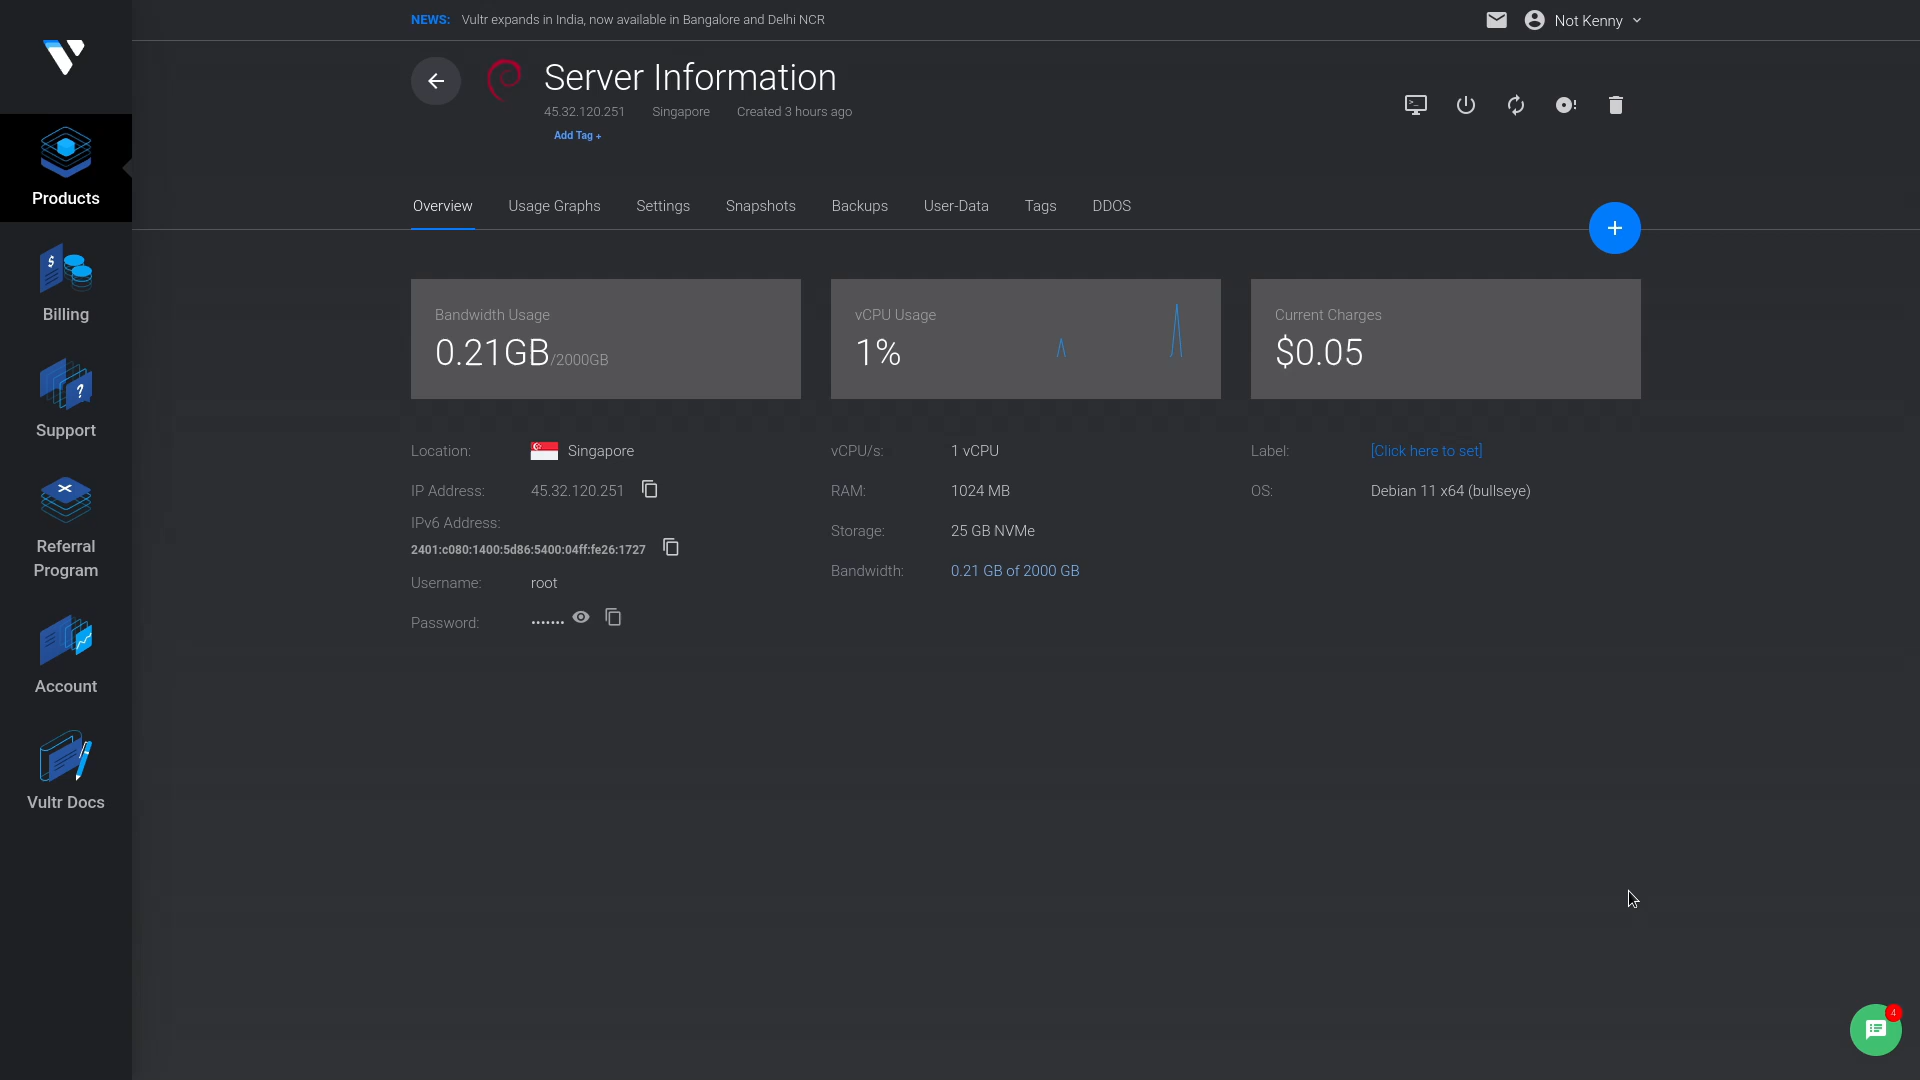 NEWS: Vultr expands in India, now available in Bangalore and Delhi NCR
Not Kenny
Server Information
45.32.120.251 Singapore Created 3 hours ago
Add Tag +
Products
Billing
Support
Referral
Program
Account
Vultr Docs
Overview Usage Graphs Settings Snapshots Backups User-Data Tags DDOS
+
Bandwidth Usage
0.21GB/2000GB
vCPU Usage
1%
Current Charges
$0.05
Location: Singapore
IP Address: 45.32.120.251
IPv6 Address:
2401:c080:1400:5d86:5400:04ff:fe26:1727
Username: root
Password: •••••••
vCPU/s: 1 vCPU
RAM: 1024 MB
Storage: 25 GB NVMe
Bandwidth: 0.21 GB of 2000 GB
Label: [Click here to set]
OS: Debian 11 x64 (bullseye)
4